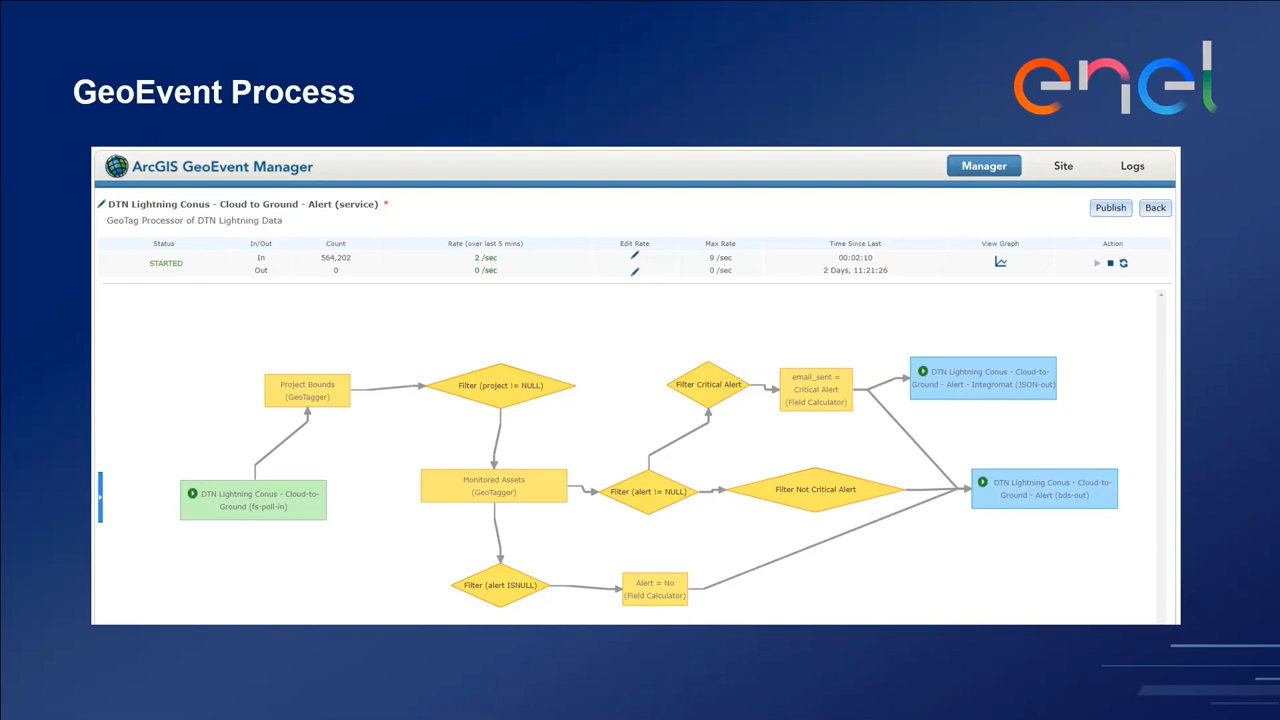 GeoEvent Process
enel
ArcGIS GeoEvent Manager
Manager
Site
Logs
DTN Lightning Conus - Cloud to Ground - Alert (service) *
GeoTag Processor of DTN Lightning Data
Publish
Back
Status In/Out Count Rate (over last 5 mins) Edit Rate Max Rate Time Since Last View Graph Action
STARTED
In 564,202 2 /sec 9 /sec 00:02:10
Out 0 0 /sec 0 /sec 2 Days, 11:21:26
Project Bounds
(GeoTagger)
Filter (project != NULL)
Filter Critical Alert
email_sent =
Critical Alert
(Field Calculator)
DTN Lightning Conus - Cloud-to-
Ground - Alert - Integromat (JSON-out)
DTN Lightning Conus - Cloud-to-
Ground (fs-poll-in)
Monitored Assets
(GeoTagger)
Filter (alert != NULL)
Filter Not Critical Alert
DTN Lightning Conus - Cloud-to-
Ground - Alert (bds-out)
Filter (alert ISNULL)
Alert = No
(Field Calculator)